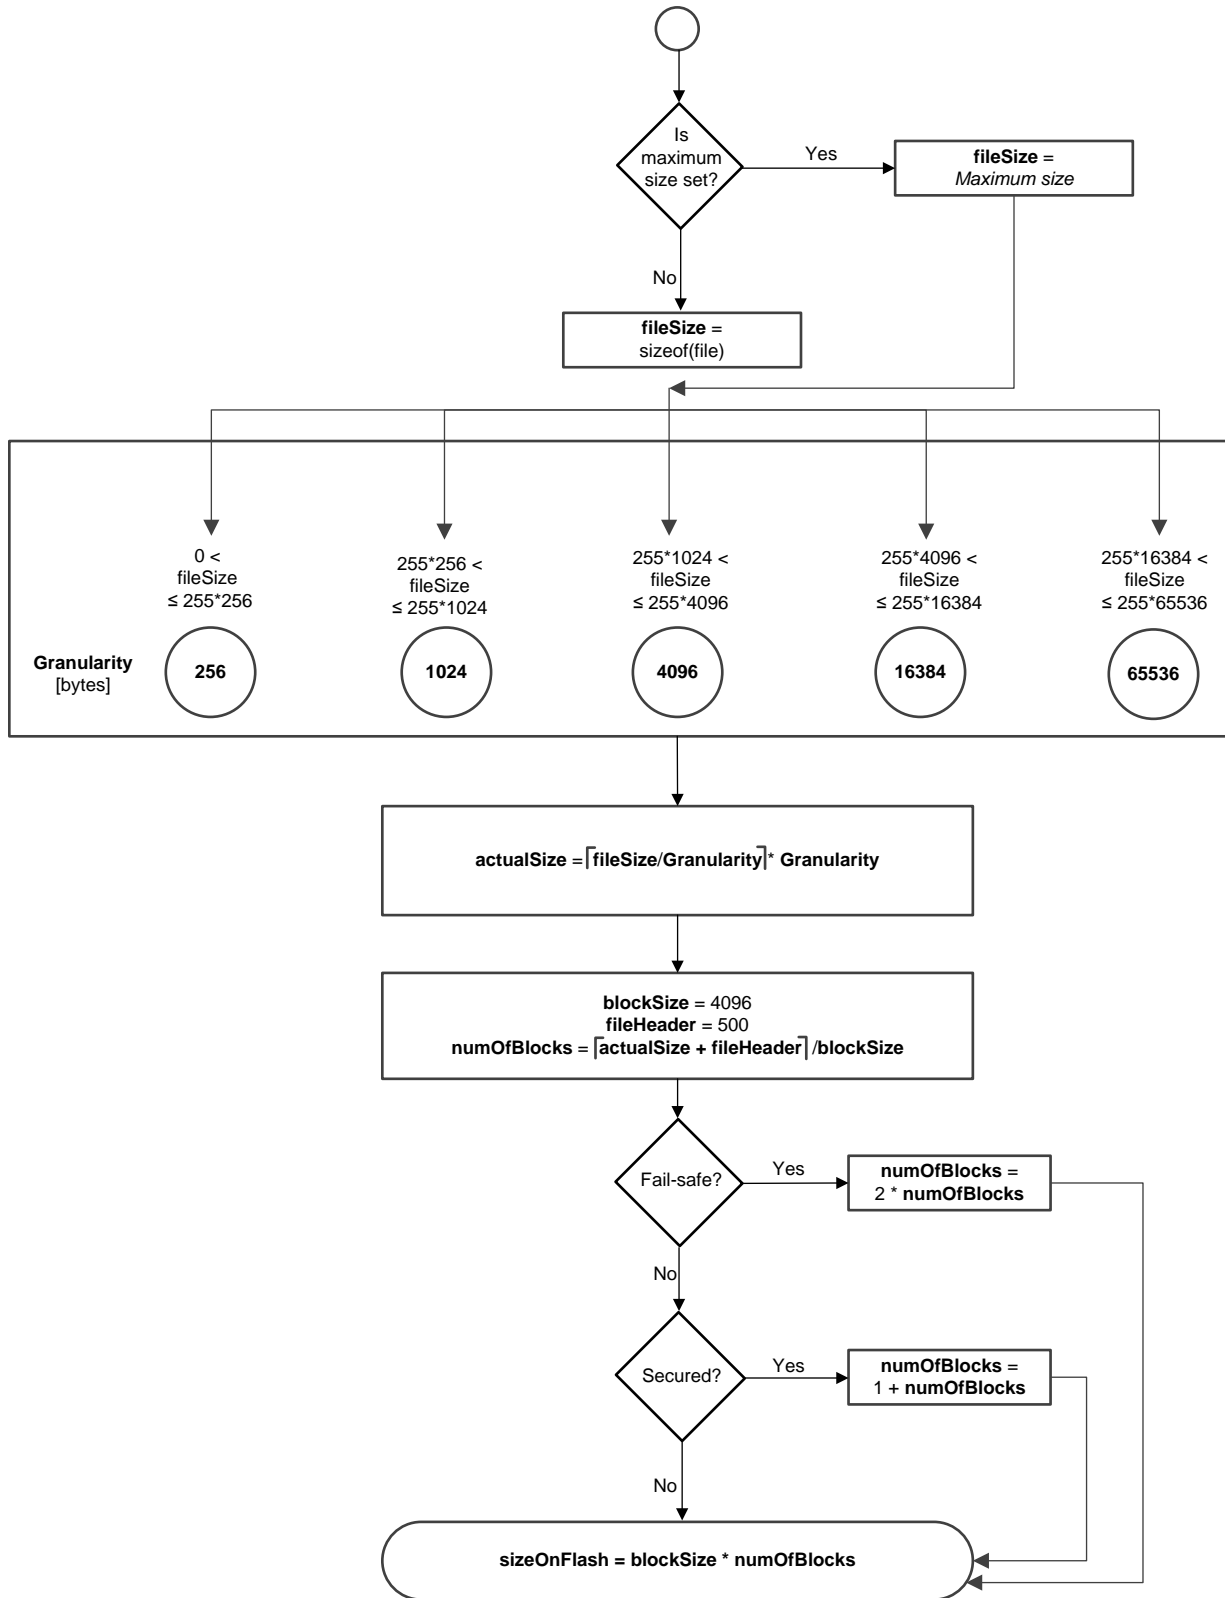 Is
maximum
size set?
Yes
fileSize =
Maximum size
No
fileSize =
sizeof(file)
0 <
fileSize
≤ 255*256
255*256 <
fileSize
≤ 255*1024
255*1024 <
fileSize
≤ 255*4096
255*4096 <
fileSize
≤ 255*16384
255*16384 <
fileSize
≤ 255*65536
Granularity
[bytes]
256
1024
4096
16384
65536
actualSize = ⌈fileSize/Granularity⌉ * Granularity
blockSize = 4096
fileHeader = 500
numOfBlocks = ⌈actualSize + fileHeader⌉ /blockSize
Fail-safe?
Yes
numOfBlocks =
2 * numOfBlocks
No
Secured?
Yes
numOfBlocks =
1 + numOfBlocks
No
sizeOnFlash = blockSize * numOfBlocks